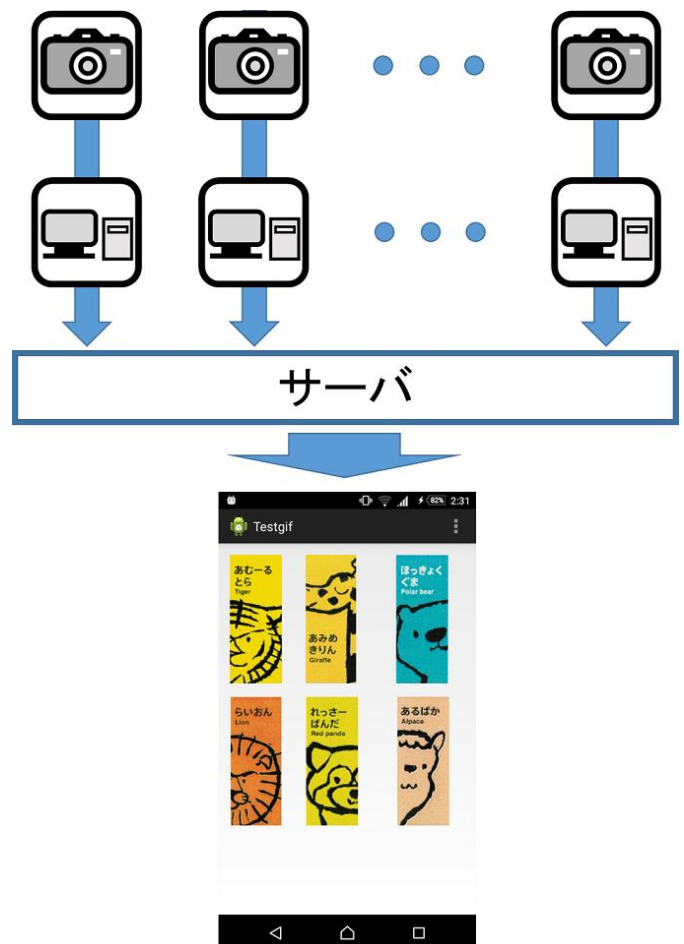 サーバ
82% 2:31
Testgif
あむーる
とら
Tiger
あみめ
きりん
Giraffe
ほっきょく
ぐま
Polar bear
らいおん
Lion
れっさー
ぱんだ
Red panda
あるぱか
Alpaca